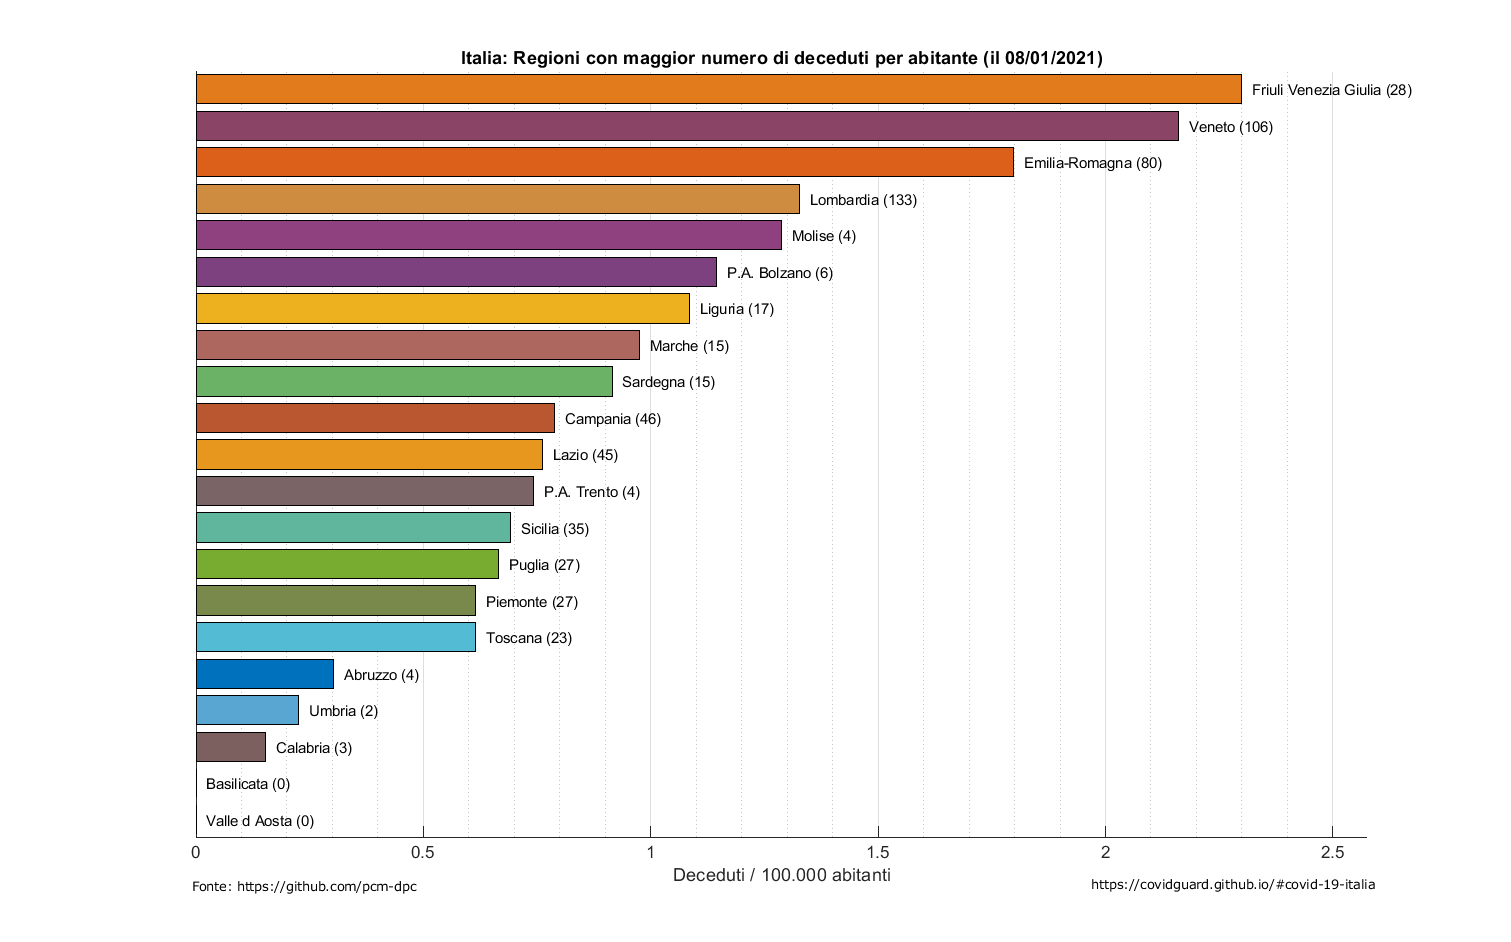 Italia: Regioni con maggior numero di deceduti per abitante (il 08/01/2021)
Friuli Venezia Giulia (28)
Veneto (106)
Emilia-Romagna (80)
Lombardia (133)
Molise (4)
P.A. Bolzano (6)
Liguria (17)
Marche (15)
Sardegna (15)
Campania (46)
Lazio (45)
P.A. Trento (4)
Sicilia (35)
Puglia (27)
Piemonte (27)
Toscana (23)
Abruzzo (4)
Umbria (2)
Calabria (3)
Basilicata (0)
Valle d Aosta (0)
0 0.5 1 1.5 2 2.5
Deceduti / 100.000 abitanti
Fonte: https://github.com/pcm-dpc
https://covidguard.github.io/#covid-19-italia